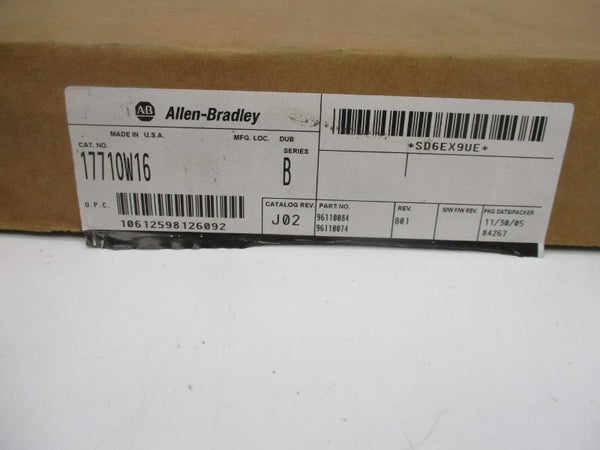 AB Allen-Bradley
MADE IN U.S.A. MFG. LOC. DUB
CAT. NO. SERIES
1771OW16 B
*SD6EX9UE*
U.P.C.
10612598126092
CATALOG REV. J02
PART NO. 96110084
96110074
REV. B01
S/W F/W REV.
PKG DATE/PACKER
11/30/05
84267